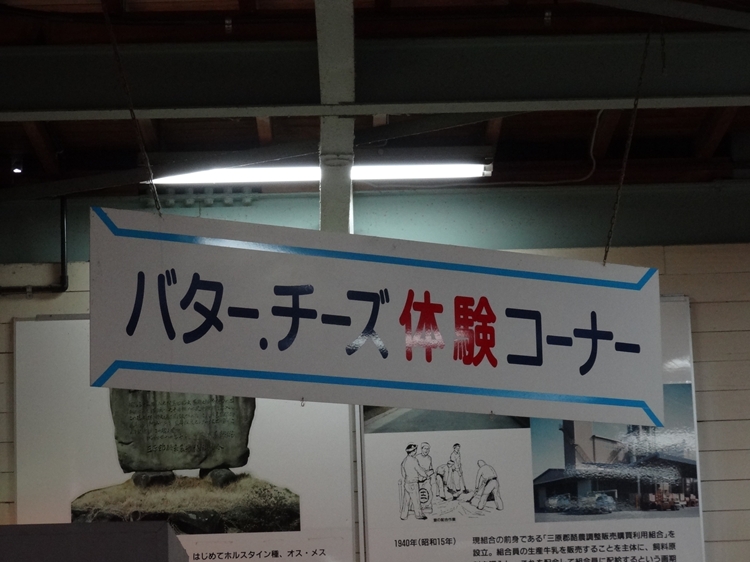 バター、チーズ体験コーナー
はじめてホルスタイン種、オス・メス
1940年(昭和15年)
現組合の前身である「三原郡酪農調整販売購買利用組合」を
設立。組合員の生産牛乳を販売することを主体に、飼料原